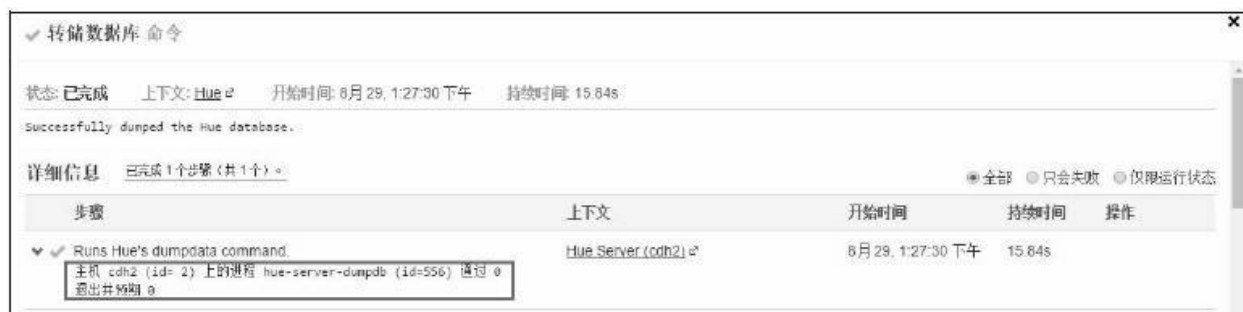 转储数据库 命令
状态: 已完成 上下文: Hue 开始时间: 8月 29, 1:27:30 下午 持续时间: 15.84s
Successfully dumped the Hue database.
详细信息 已完成 1 个步骤(共 1 个)。
全部 只会失败 仅限运行状态
步骤 上下文 开始时间 持续时间 操作
Runs Hue's dumpdata command. Hue Server (cdh2) 8月 29, 1:27:30 下午 15.84s
主机 cdh2 (id= 2) 上的进程 hue-server-dumpdb (id=556) 通过 0
退出并预期 0